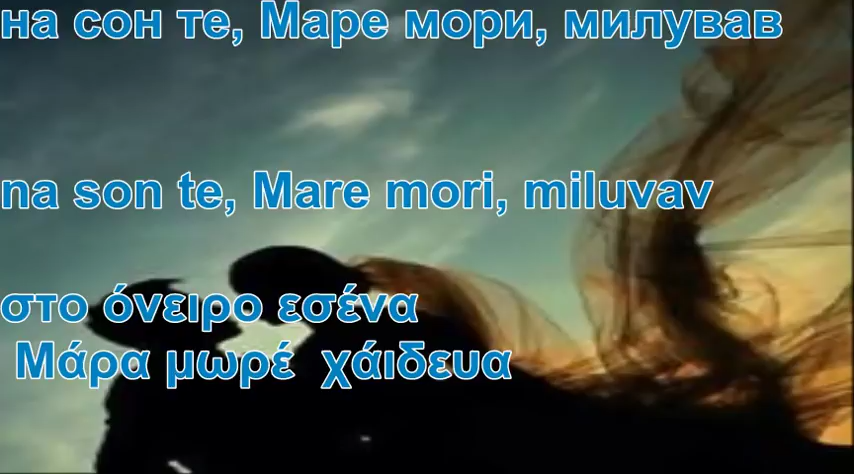 на сон те, Маре мори, милував
na son te, Mare mori, miluvav
στο όνειρο εσένα
Μάρα μωρέ χάιδευα